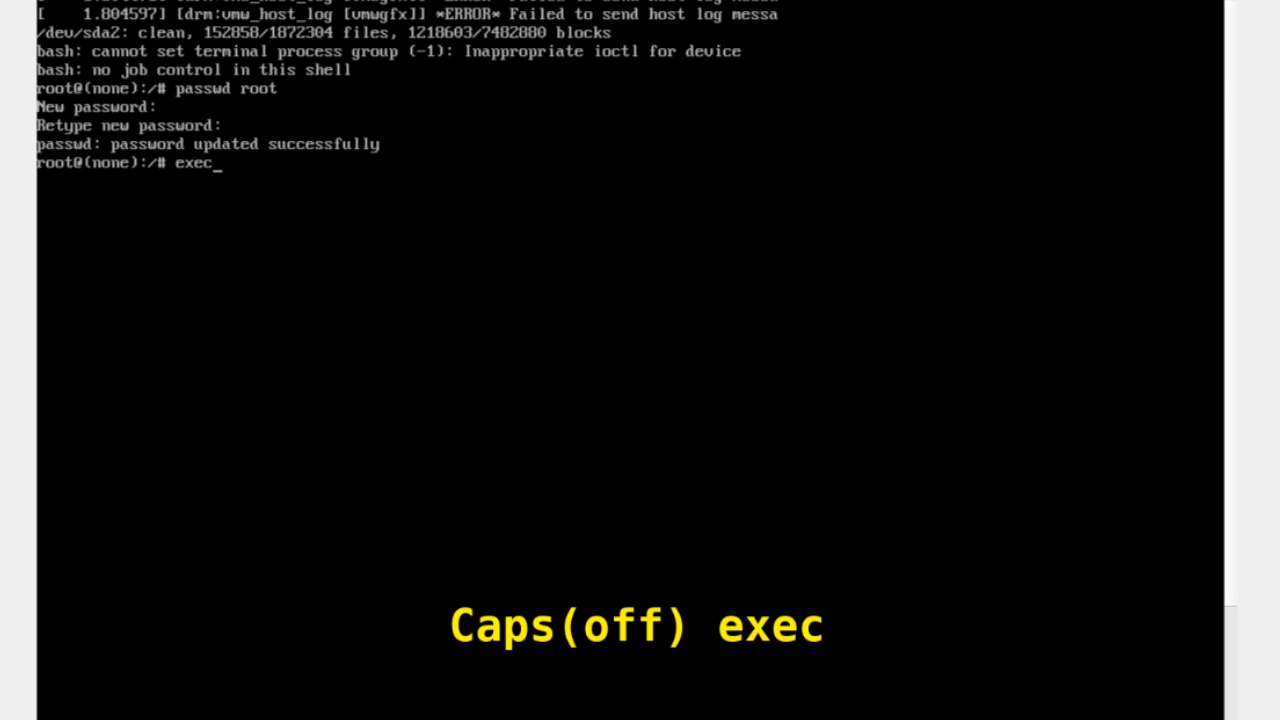 [    1.804597] [drm:vmw_host_log [vmwgfx]] *ERROR* Failed to send host log messa
/dev/sda2: clean, 152858/1872304 files, 1218603/7482880 blocks
bash: cannot set terminal process group (-1): Inappropriate ioctl for device
bash: no job control in this shell
root@(none):/# passwd root
New password:
Retype new password:
passwd: password updated successfully
root@(none):/# exec_
Caps(off) exec